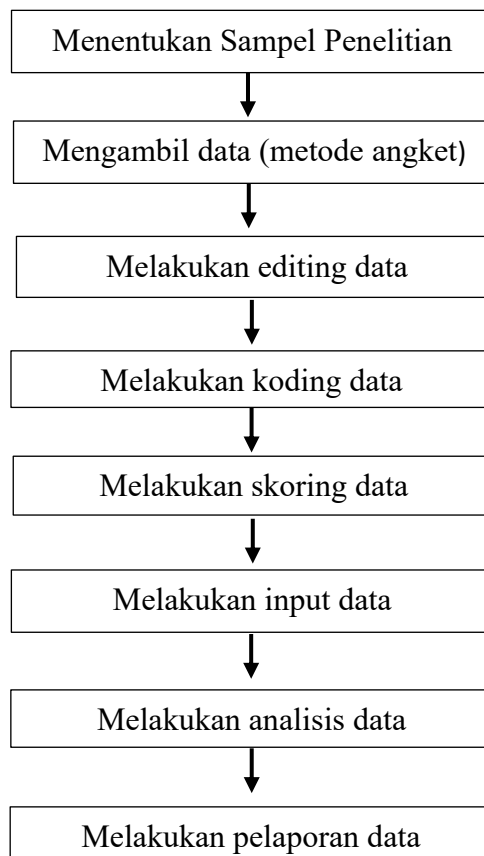 Menentukan Sampel Penelitian
Mengambil data (metode angket)
Melakukan editing data
Melakukan koding data
Melakukan skoring data
Melakukan input data
Melakukan analisis data
Melakukan pelaporan data